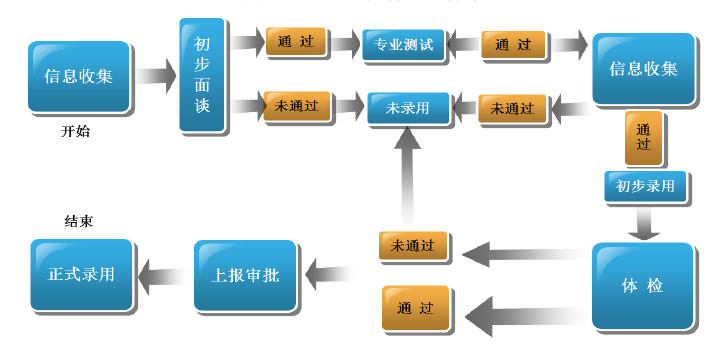 信息收集
开始
初步面谈
通 过
专业测试
通 过
信息收集
未通过
未录用
未通过
通过
初步录用
体 检
未通过
通 过
上报审批
结束
正式录用